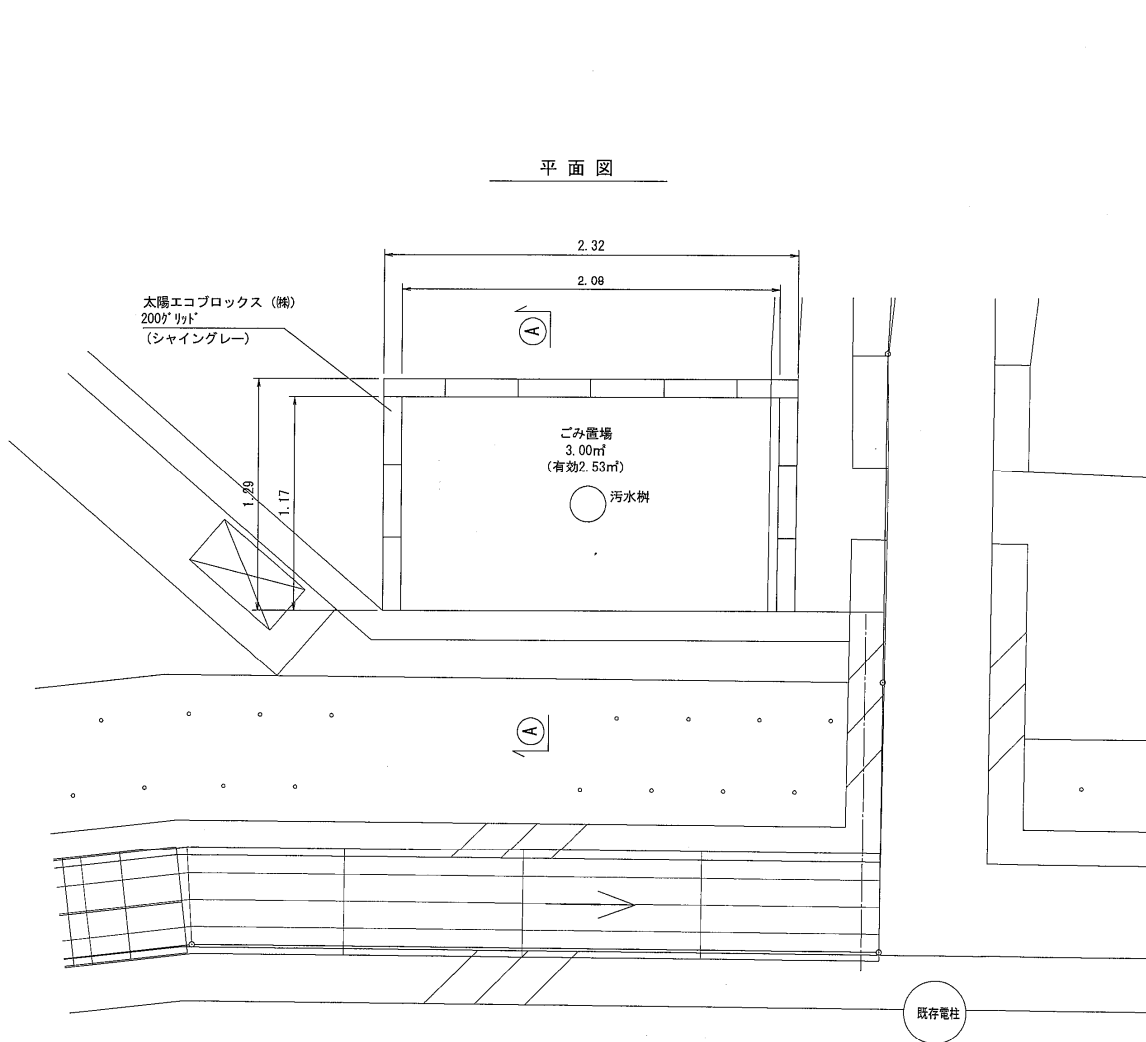 平面図
2.32
2.08
太陽エコブロックス（㈱）
200ｸﾞﾘｯﾄﾞ
（シャイングレー）
A
ごみ置場
3.00㎡
（有効2.53㎡）
1.29
1.17
汚水桝
A
既存電柱